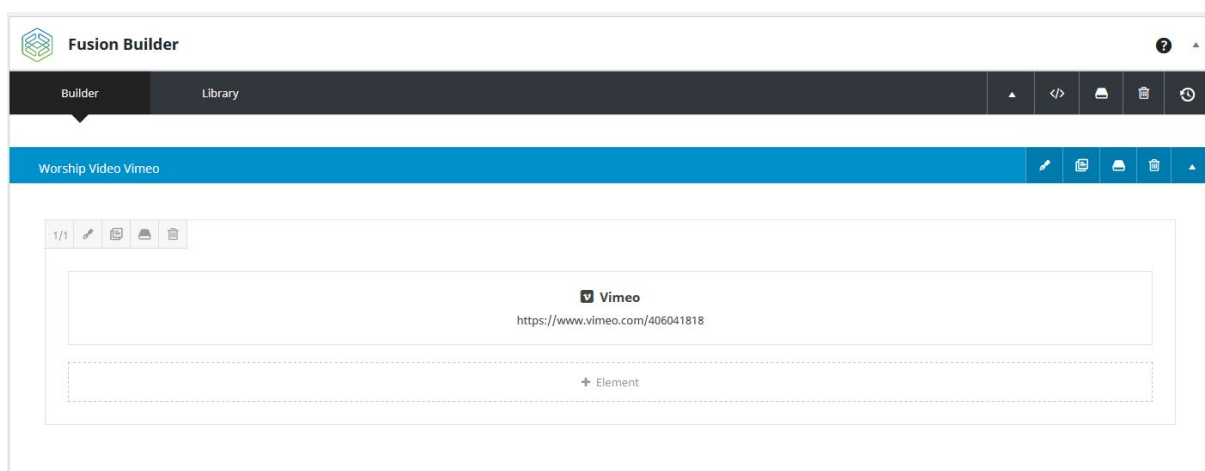 Fusion Builder
Builder
Library
</>
Worship Video Vimeo
1/1
Vimeo
https://www.vimeo.com/406041818
+ Element